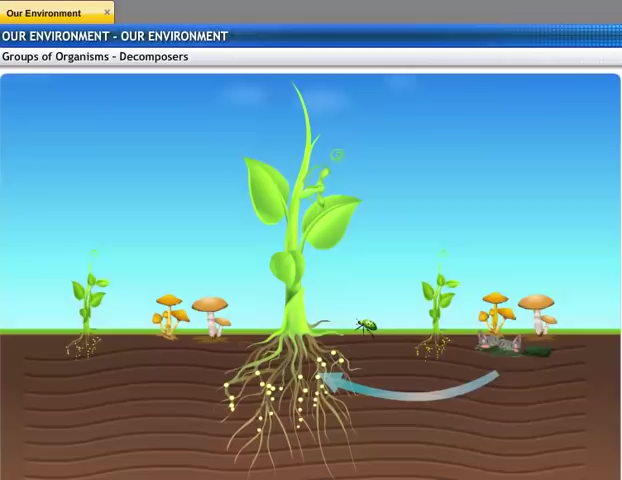 Our Environment
OUR ENVIRONMENT - OUR ENVIRONMENT
Groups of Organisms - Decomposers